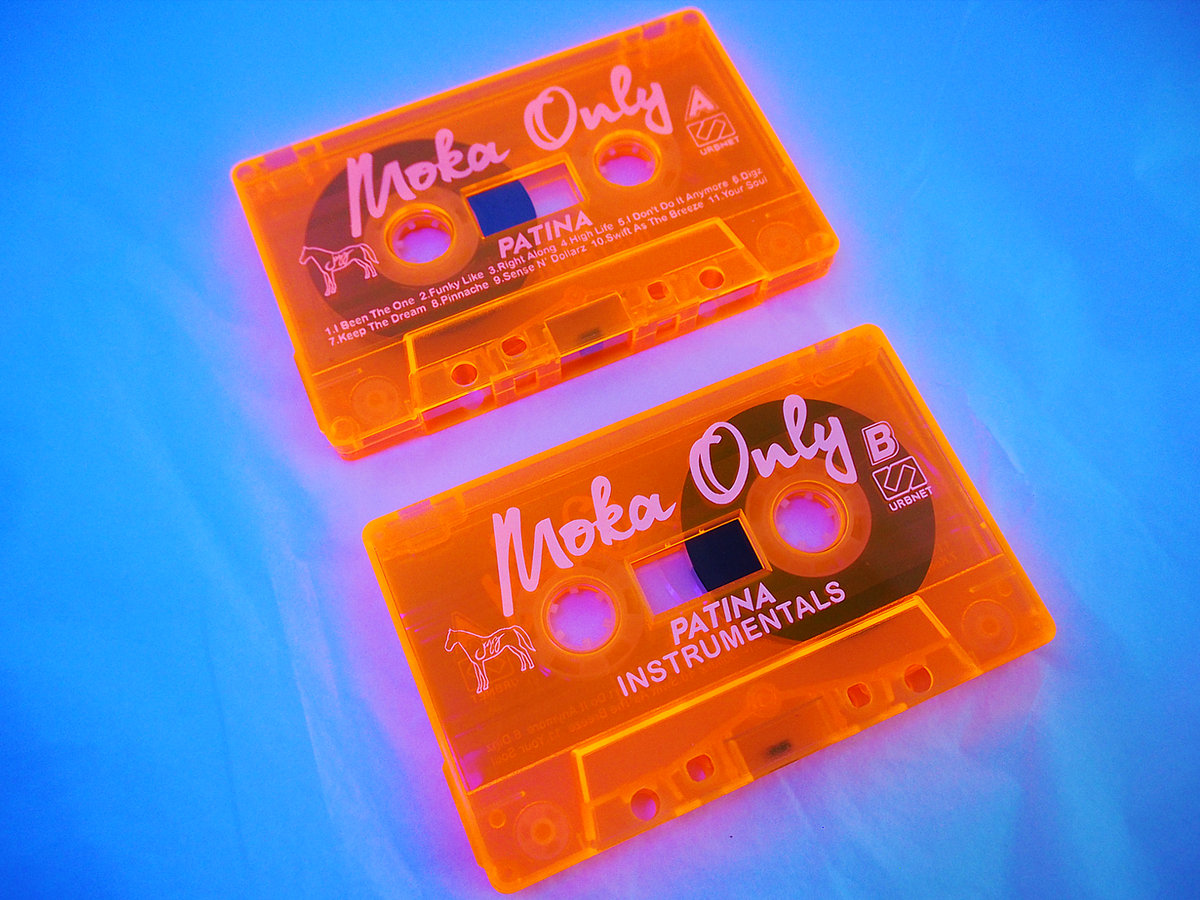 Moka Only
A
URBNET
PATINA
1.I Been The One 2.Funky Like 3.Right Along 4.High Life 5.I Don't Do It Anymore 6.Digz
7.Keep The Dream 8.Pinnache 9.Sense N' Dollarz 10.Swift As The Breeze 11.Your Soul
Moka Only
B
URBNET
PATINA
INSTRUMENTALS